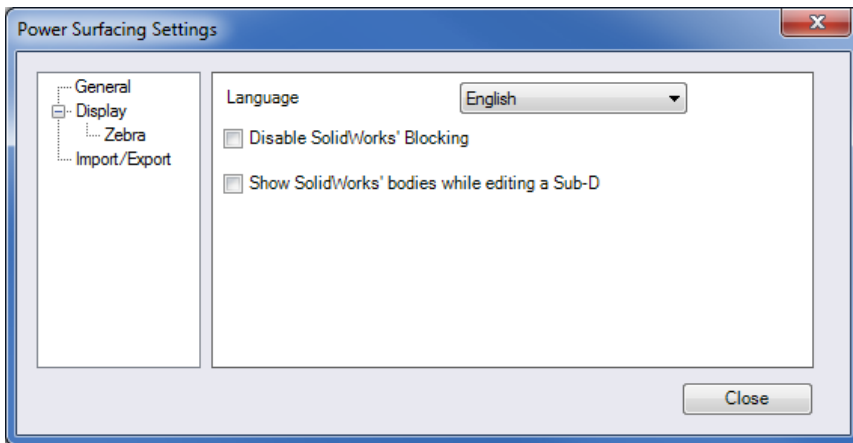 Power Surfacing Settings
General
Display
Zebra
Import/Export
Language English
Disable SolidWorks' Blocking
Show SolidWorks' bodies while editing a Sub-D
Close